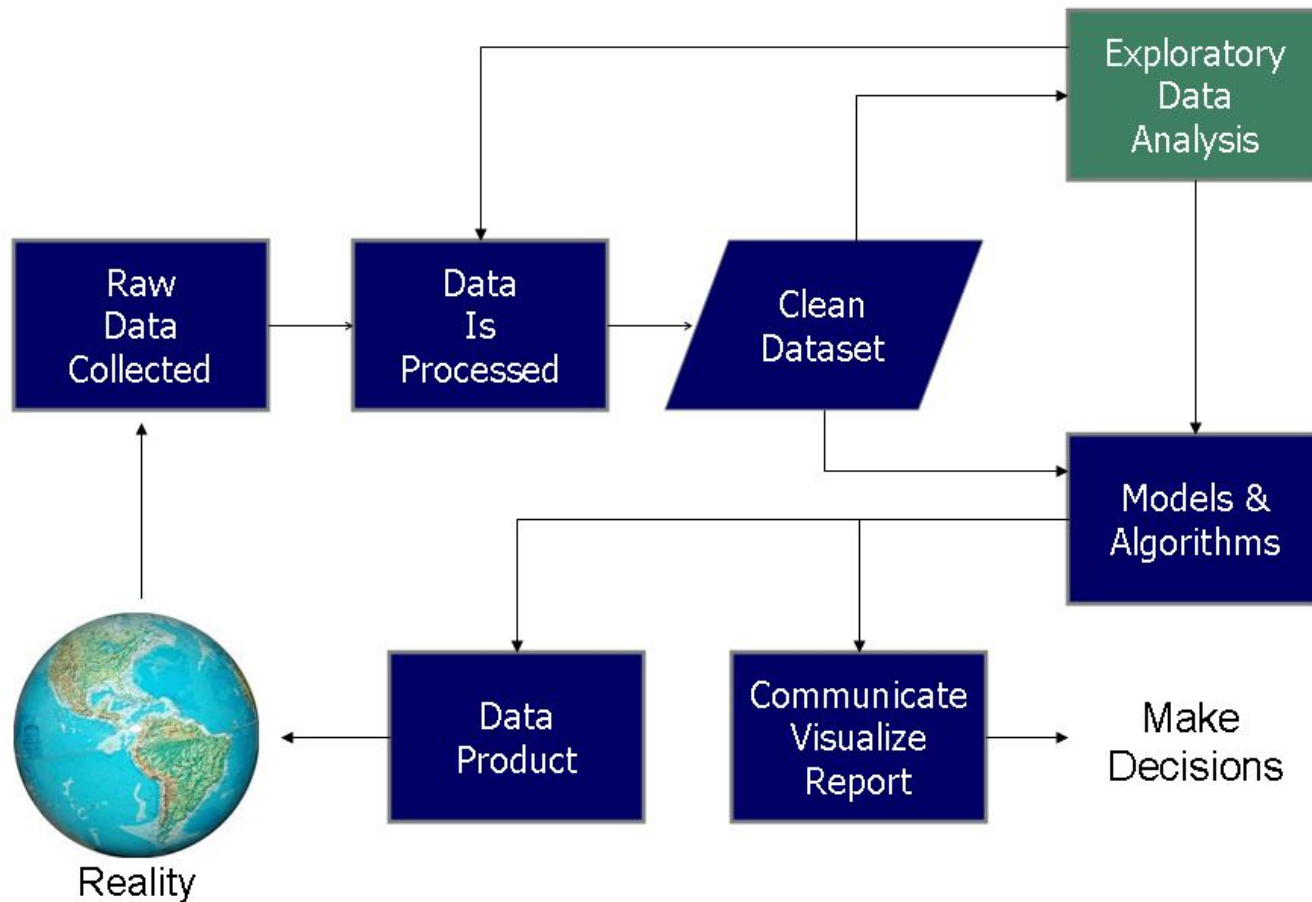 Exploratory
Data
Analysis
Raw
Data
Collected
Data
Is
Processed
Clean
Dataset
Models &
Algorithms
Data
Product
Communicate
Visualize
Report
Make
Decisions
Reality